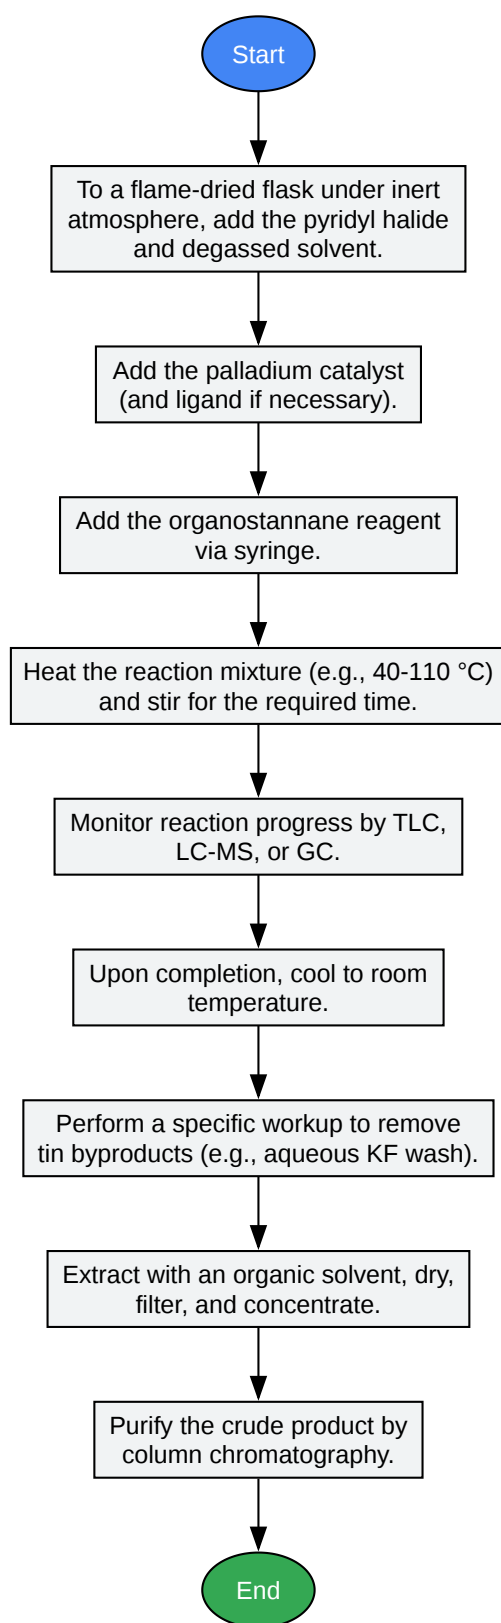 Start
To a flame-dried flask under inert
atmosphere, add the pyridyl halide
and degassed solvent.
Add the palladium catalyst
(and ligand if necessary).
Add the organostannane reagent
via syringe.
Heat the reaction mixture (e.g., 40-110 °C)
and stir for the required time.
Monitor reaction progress by TLC,
LC-MS, or GC.
Upon completion, cool to room
temperature.
Perform a specific workup to remove
tin byproducts (e.g., aqueous KF wash).
Extract with an organic solvent, dry,
filter, and concentrate.
Purify the crude product by
column chromatography.
End